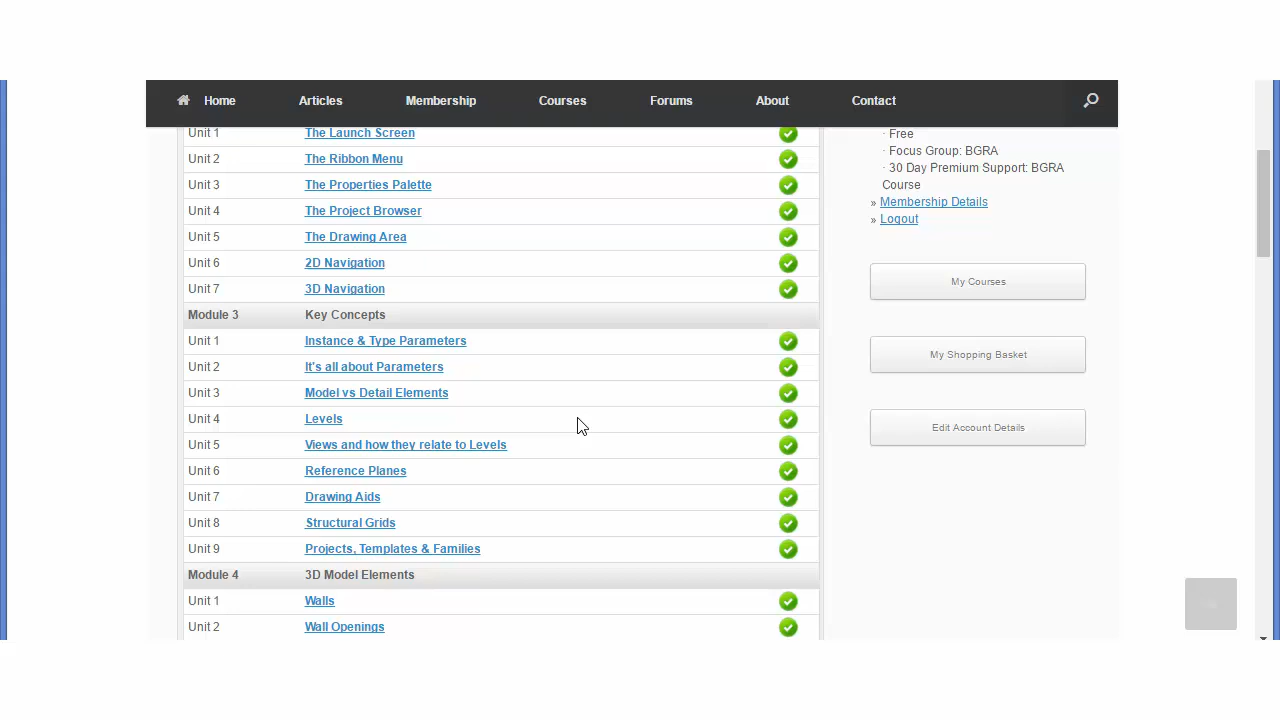 Home Articles Membership Courses Forums About Contact
Unit 1 The Launch Screen
Unit 2 The Ribbon Menu
Unit 3 The Properties Palette
Unit 4 The Project Browser
Unit 5 The Drawing Area
Unit 6 2D Navigation
Unit 7 3D Navigation
Module 3 Key Concepts
Unit 1 Instance & Type Parameters
Unit 2 It's all about Parameters
Unit 3 Model vs Detail Elements
Unit 4 Levels
Unit 5 Views and how they relate to Levels
Unit 6 Reference Planes
Unit 7 Drawing Aids
Unit 8 Structural Grids
Unit 9 Projects, Templates & Families
Module 4 3D Model Elements
Unit 1 Walls
Unit 2 Wall Openings
· Free
· Focus Group: BGRA
· 30 Day Premium Support: BGRA
Course
» Membership Details
» Logout
My Courses
My Shopping Basket
Edit Account Details